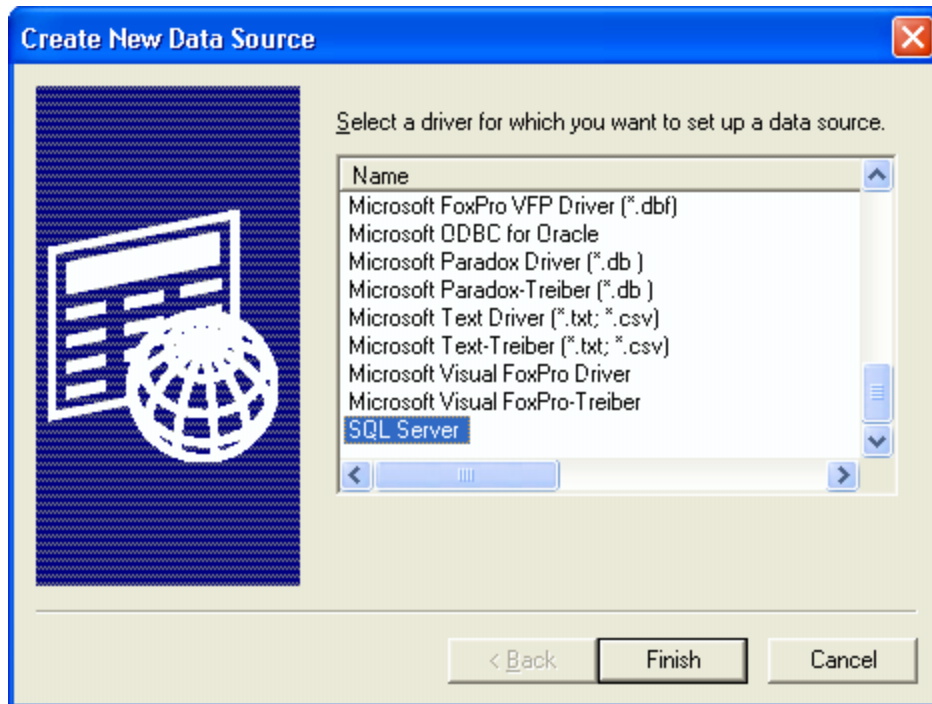 Create New Data Source
Select a driver for which you want to set up a data source.
Name
Microsoft FoxPro VFP Driver (*.dbf)
Microsoft ODBC for Oracle
Microsoft Paradox Driver (*.db )
Microsoft Paradox-Treiber (*.db )
Microsoft Text Driver (*.txt; *.csv)
Microsoft Text-Treiber (*.txt; *.csv)
Microsoft Visual FoxPro Driver
Microsoft Visual FoxPro-Treiber
SQL Server
< Back Finish Cancel